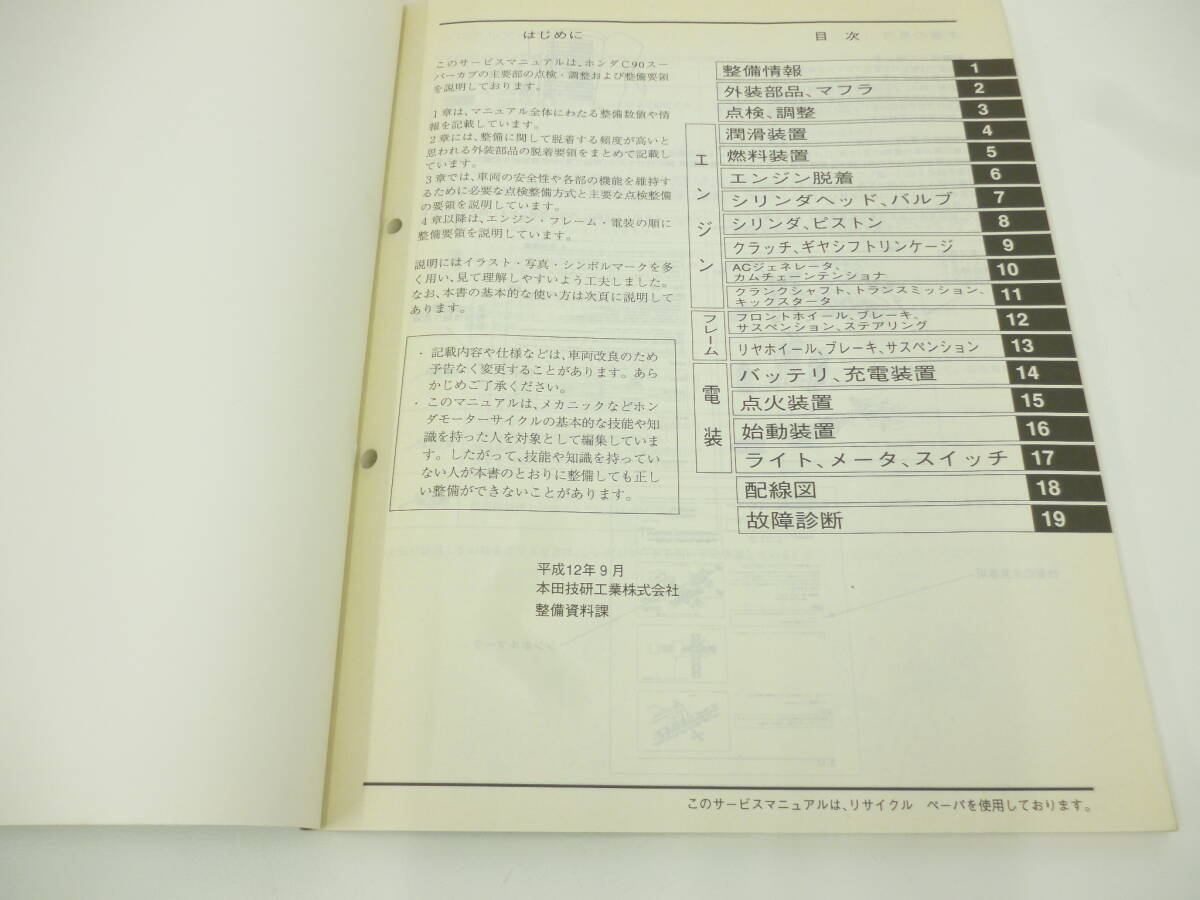 はじめに
このサービスマニュアルは、ホンダC90スー
パーカブの主要部の点検・調整および整備要領
を説明しております。
1章は、マニュアル全体にわたる整備数値や情
報を記載しています。
2章には、整備に関して脱着する頻度が高いと
思われる外装部品の脱着要領をまとめて記載し
ています。
3章では、車両の安全性や各部の機能を維持す
るために必要な点検整備方式と主要な点検整備
の要領を説明しています。
4章以降は、エンジン・フレーム・電装の順に
整備要領を説明しています。
説明にはイラスト・写真・シンボルマークを多
く用い、見て理解しやすいよう工夫しました。
なお、本書の基本的な使い方は次頁に説明して
あります。
・記載内容や仕様などは、車両改良のため
予告なく変更することがあります。あら
かじめご了承ください。
・このマニュアルは、メカニックなどホン
ダモーターサイクルの基本的な技能や知
識を持った人を対象として編集していま
す。したがって、技能や知識を持ってい
ない人が本書のとおりに整備しても正し
い整備ができないことがあります。
平成12年9月
本田技研工業株式会社
整備資料課
目 次
整備情報 1
外装部品、マフラ 2
点検、調整 3
エンジン
潤滑装置 4
燃料装置 5
エンジン脱着 6
シリンダヘッド、バルブ 7
シリンダ、ピストン 8
クラッチ、ギヤシフトリンケージ 9
ACジェネレータ、
カムチェーンテンショナ 10
クランクシャフト、トランスミッション、
キックスタータ 11
フレーム
フロントホイール、ブレーキ、
サスペンション、ステアリング 12
リヤホイール、ブレーキ、サスペンション 13
電装
バッテリ、充電装置 14
点火装置 15
始動装置 16
ライト、メータ、スイッチ 17
配線図 18
故障診断 19
このサービスマニュアルは、リサイクル ペーパを使用しております。